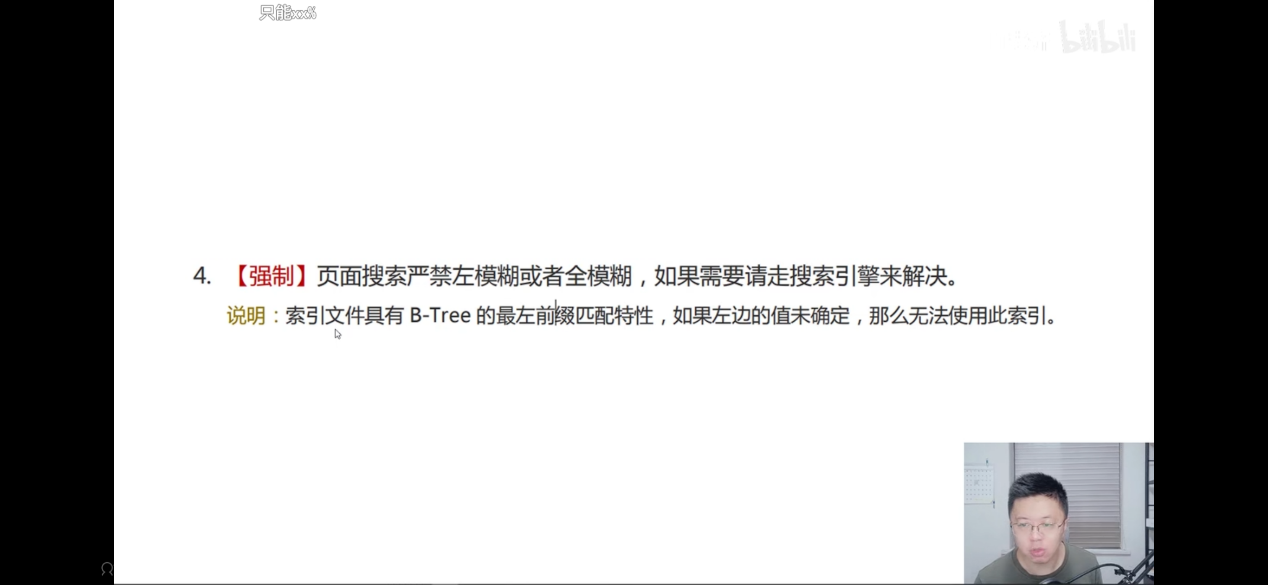 只能xx%
bilibili
4. 【强制】页面搜索严禁左模糊或者全模糊，如果需要请走搜索引擎来解决。
说明：索引文件具有 B-Tree 的最左前缀匹配特性，如果左边的值未确定，那么无法使用此索引。